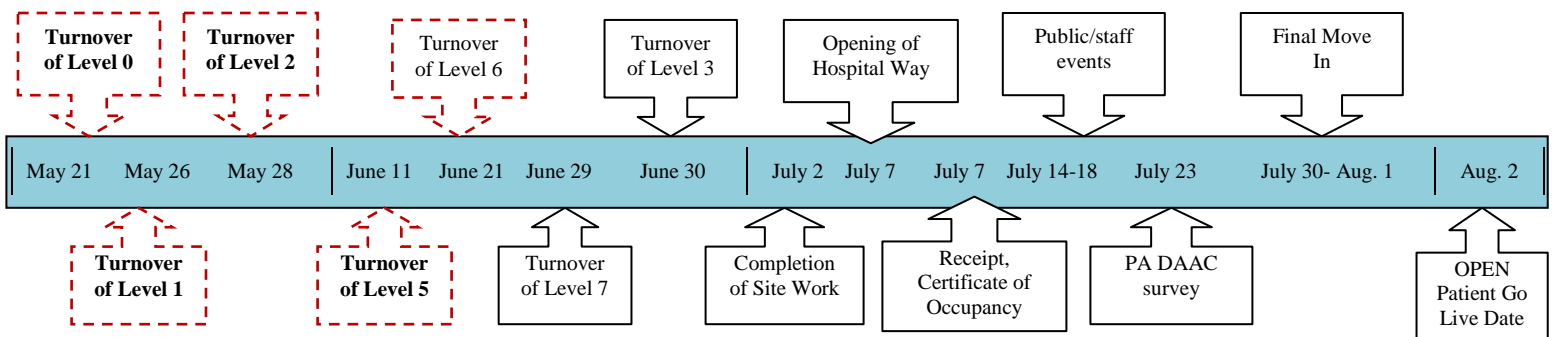 Turnover
of Level 0
Turnover
of Level 2
Turnover
of Level 6
Turnover
of Level 3
Opening of
Hospital Way
Public/staff
events
Final Move
In
May 21 May 26 May 28 June 11 June 21 June 29 June 30 July 2 July 7 July 7 July 14-18 July 23 July 30- Aug. 1 Aug. 2
Turnover
of Level 1
Turnover
of Level 5
Turnover
of Level 7
Completion
of Site Work
Receipt,
Certificate of
Occupancy
PA DAAC
survey
OPEN
Patient Go
Live Date